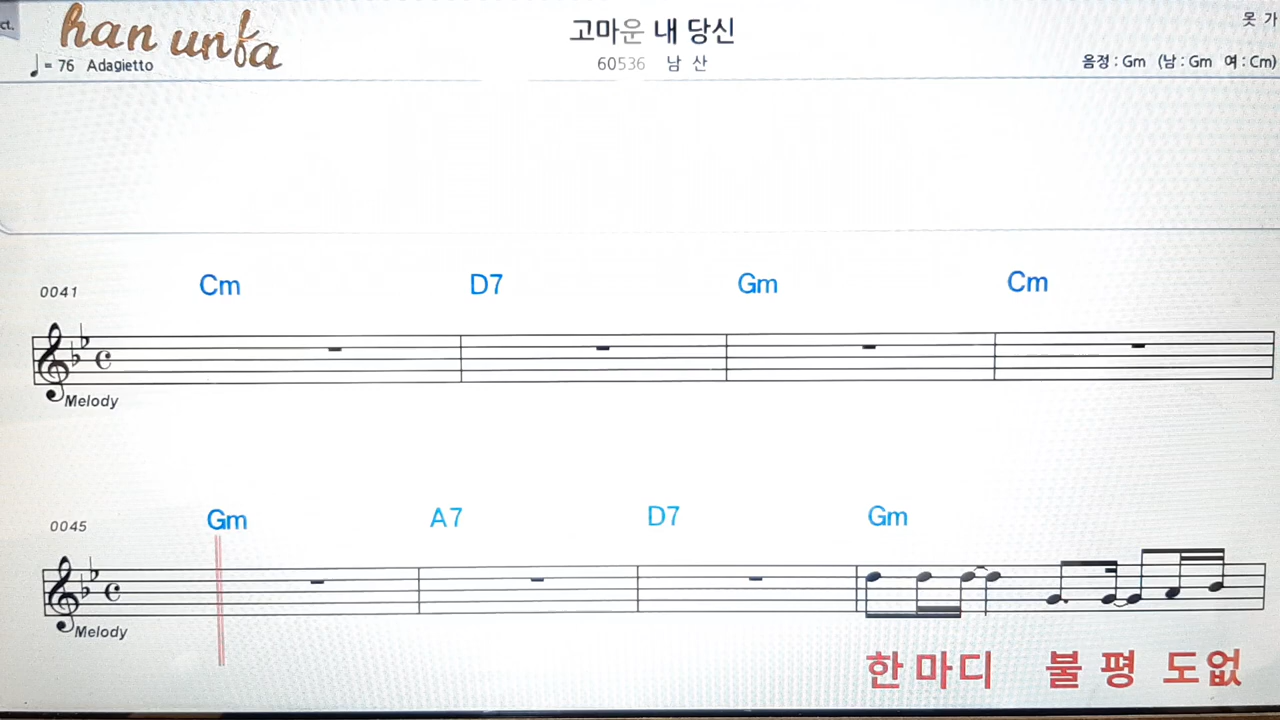 ct.
han unfa
고마운 내 당신
못 가
= 76 Adagietto
60536 남 산
음정 : Gm (남 : Gm 여 : Cm)
0041 Cm D7 Gm Cm
Melody
0045 Gm A7 D7 Gm
Melody
한마디 불 평 도없